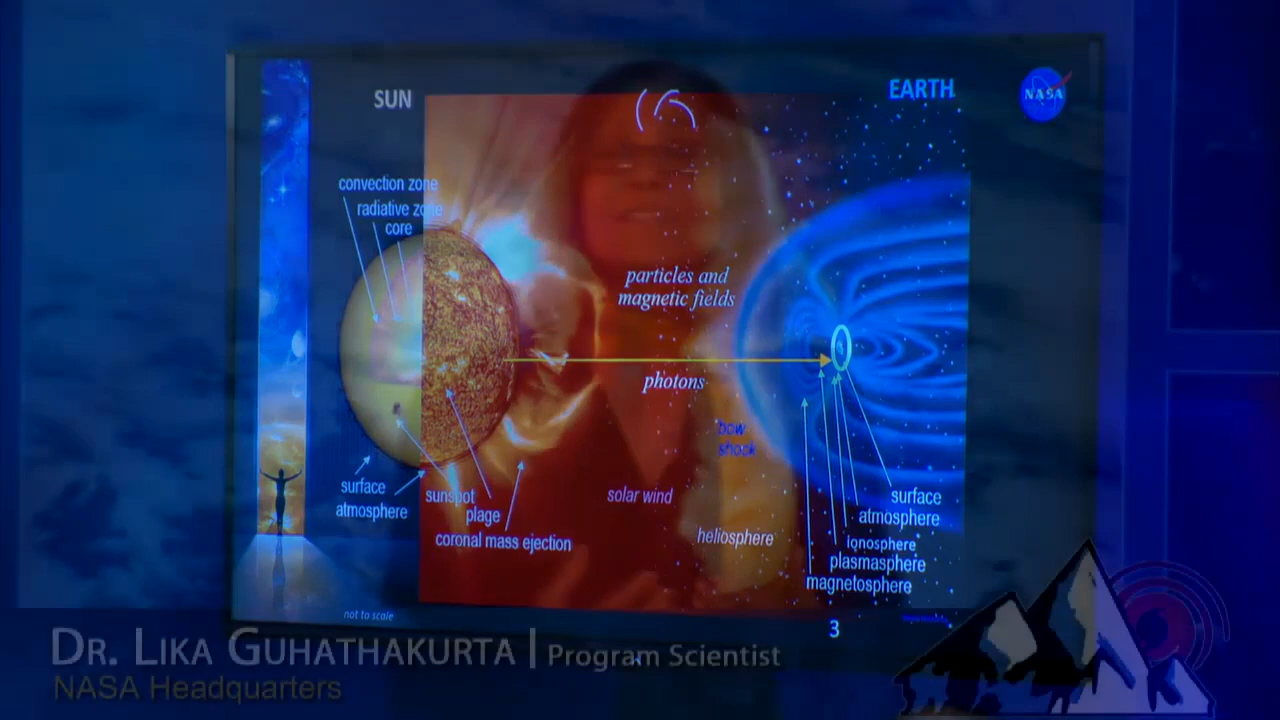 SUN
EARTH
NASA
convection zone
radiative zone
core
particles and
magnetic fields
photons
bow
shock
surface
atmosphere
sunspot
plage
coronal mass ejection
solar wind
heliosphere
surface
atmosphere
ionosphere
plasmasphere
magnetosphere
not to scale
3
DR. LIKA GUHATHAKURTA | Program Scientist
NASA Headquarters